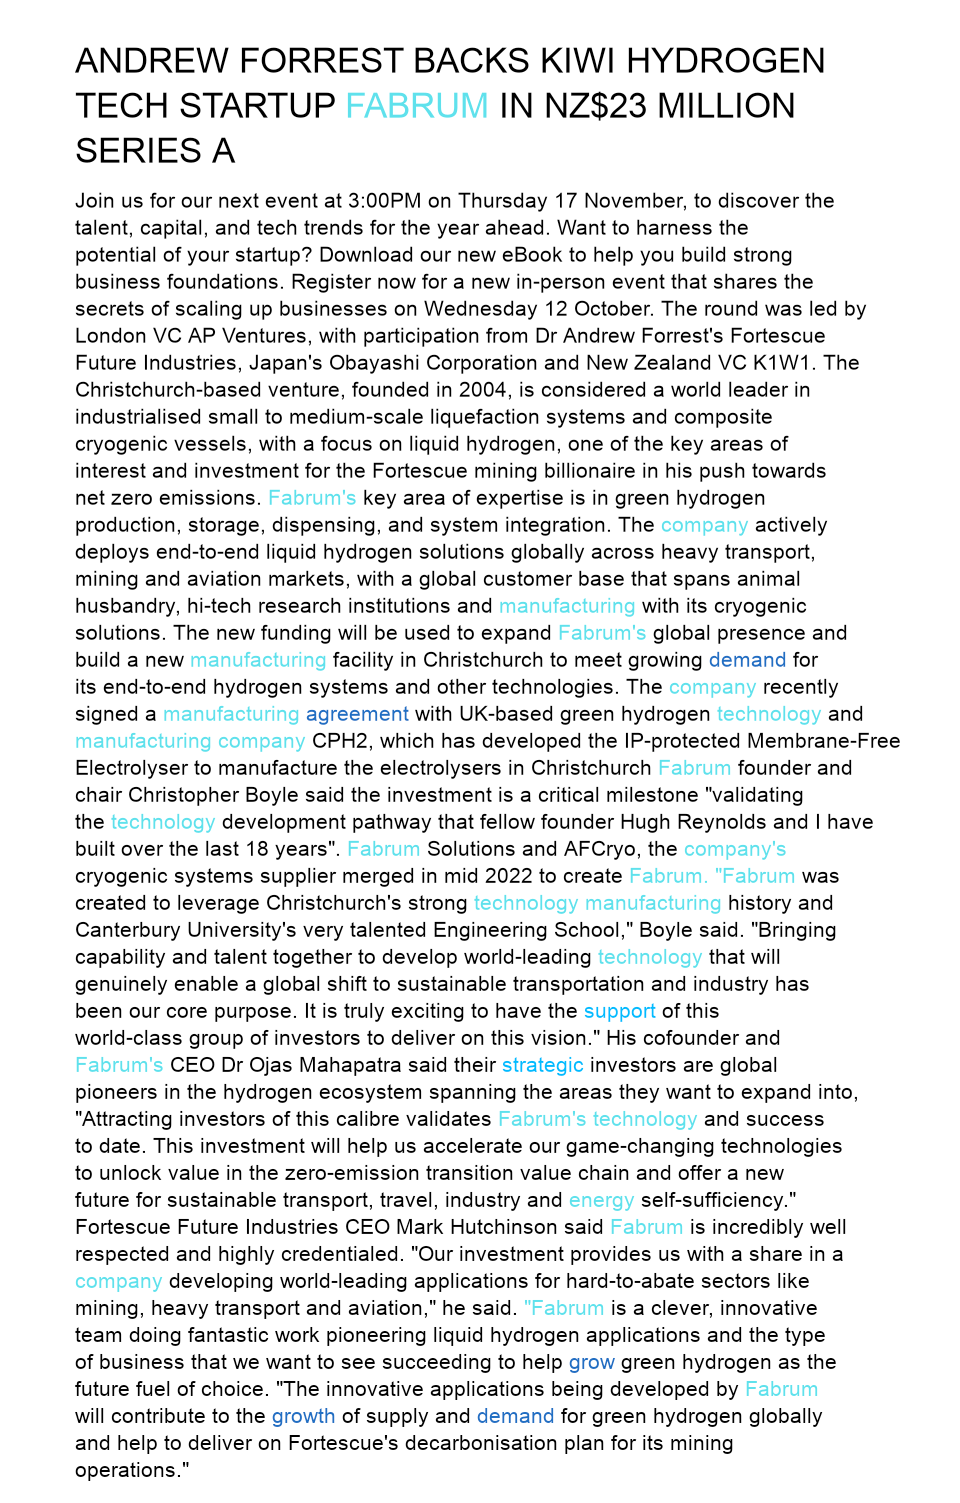 ANDREW FORREST BACKS KIWI HYDROGEN
TECH STARTUP FABRUM IN NZ$23 MILLION
SERIES A
Join us for our next event at 3:00PM on Thursday 17 November, to discover the
talent, capital, and tech trends for the year ahead. Want to harness the
potential of your startup? Download our new eBook to help you build strong
business foundations. Register now for a new in-person event that shares the
secrets of scaling up businesses on Wednesday 12 October. The round was led by
London VC AP Ventures, with participation from Dr Andrew Forrest's Fortescue
Future Industries, Japan's Obayashi Corporation and New Zealand VC K1W1. The
Christchurch-based venture, founded in 2004, is considered a world leader in
industrialised small to medium-scale liquefaction systems and composite
cryogenic vessels, with a focus on liquid hydrogen, one of the key areas of
interest and investment for the Fortescue mining billionaire in his push towards
net zero emissions. Fabrum's key area of expertise is in green hydrogen
production, storage, dispensing, and system integration. The company actively
deploys end-to-end liquid hydrogen solutions globally across heavy transport,
mining and aviation markets, with a global customer base that spans animal
husbandry, hi-tech research institutions and manufacturing with its cryogenic
solutions. The new funding will be used to expand Fabrum's global presence and
build a new manufacturing facility in Christchurch to meet growing demand for
its end-to-end hydrogen systems and other technologies. The company recently
signed a manufacturing agreement with UK-based green hydrogen technology and
manufacturing company CPH2, which has developed the IP-protected Membrane-Free
Electrolyser to manufacture the electrolysers in Christchurch Fabrum founder and
chair Christopher Boyle said the investment is a critical milestone "validating
the technology development pathway that fellow founder Hugh Reynolds and I have
built over the last 18 years". Fabrum Solutions and AFCryo, the company's
cryogenic systems supplier merged in mid 2022 to create Fabrum. "Fabrum was
created to leverage Christchurch's strong technology manufacturing history and
Canterbury University's very talented Engineering School," Boyle said. "Bringing
capability and talent together to develop world-leading technology that will
genuinely enable a global shift to sustainable transportation and industry has
been our core purpose. It is truly exciting to have the support of this
world-class group of investors to deliver on this vision." His cofounder and
Fabrum's CEO Dr Ojas Mahapatra said their strategic investors are global
pioneers in the hydrogen ecosystem spanning the areas they want to expand into,
"Attracting investors of this calibre validates Fabrum's technology and success
to date. This investment will help us accelerate our game-changing technologies
to unlock value in the zero-emission transition value chain and offer a new
future for sustainable transport, travel, industry and energy self-sufficiency."
Fortescue Future Industries CEO Mark Hutchinson said Fabrum is incredibly well
respected and highly credentialed. "Our investment provides us with a share in a
company developing world-leading applications for hard-to-abate sectors like
mining, heavy transport and aviation," he said. "Fabrum is a clever, innovative
team doing fantastic work pioneering liquid hydrogen applications and the type
of business that we want to see succeeding to help grow green hydrogen as the
future fuel of choice. "The innovative applications being developed by Fabrum
will contribute to the growth of supply and demand for green hydrogen globally
and help to deliver on Fortescue's decarbonisation plan for its mining
operations."